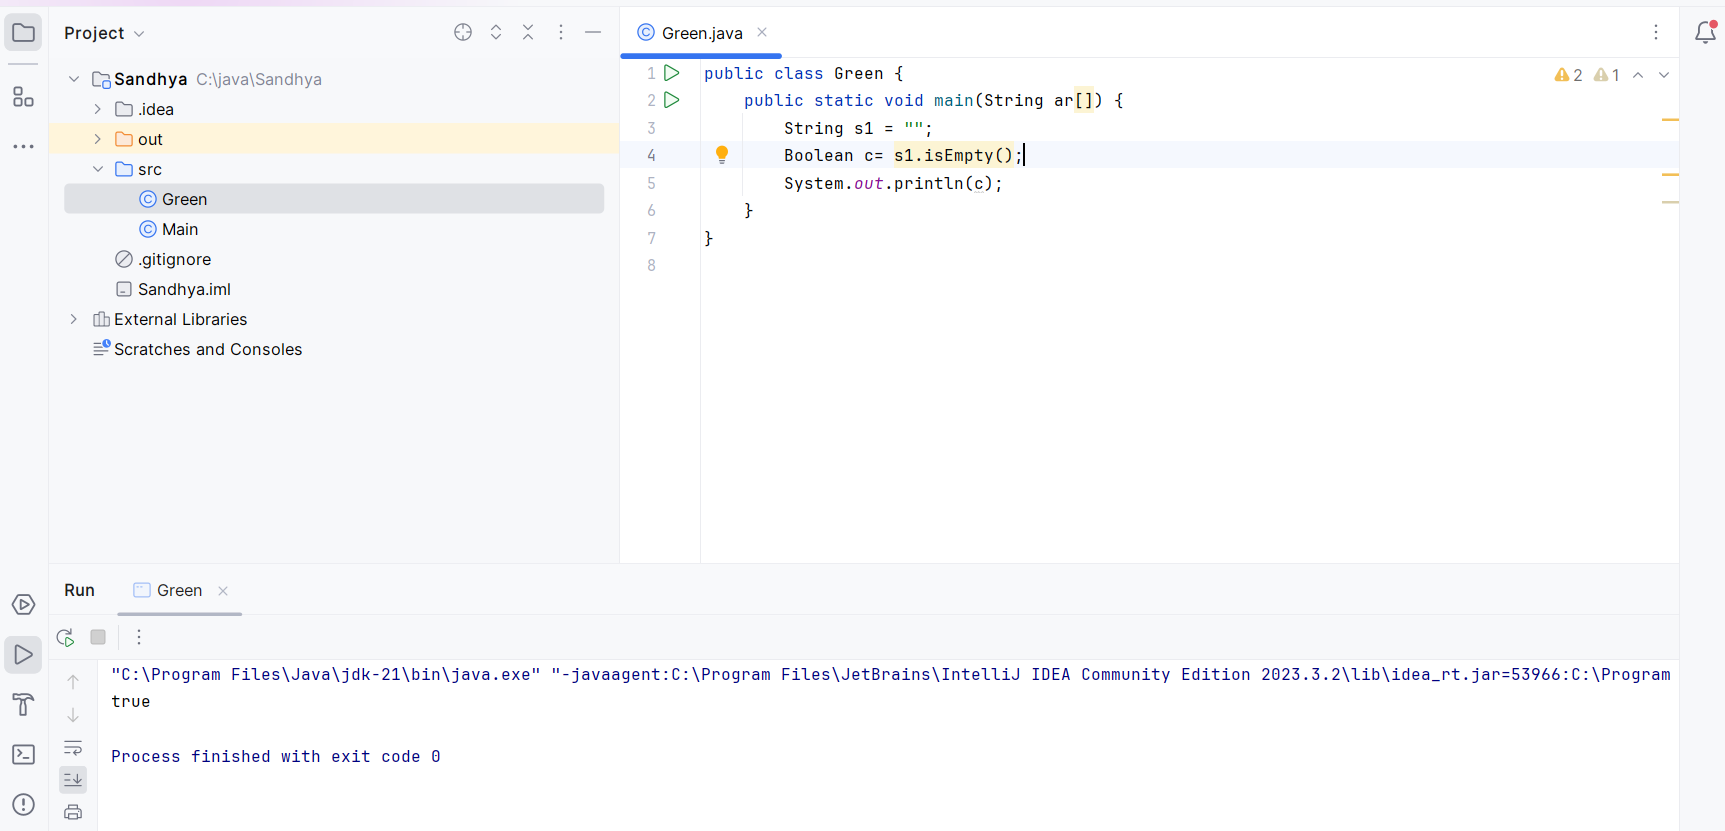 Project
Sandhya C:\java\Sandhya
.idea
out
src
Green
Main
.gitignore
Sandhya.iml
External Libraries
Scratches and Consoles
Green.java
2 1
1 public class Green {
2 public static void main(String ar[]) {
3 String s1 = "";
4 Boolean c= s1.isEmpty();
5 System.out.println(c);
6 }
7 }
8
Run Green
"C:\Program Files\Java\jdk-21\bin\java.exe" "-javaagent:C:\Program Files\JetBrains\IntelliJ IDEA Community Edition 2023.3.2\lib\idea_rt.jar=53966:C:\Program
true
Process finished with exit code 0